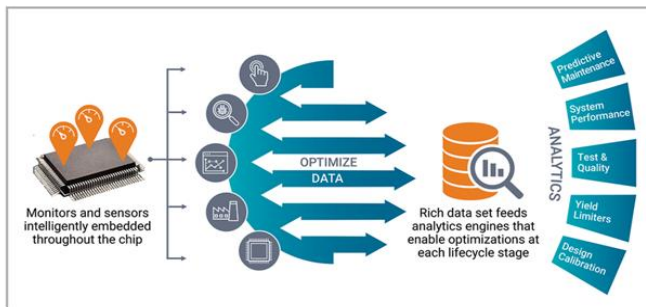 Monitors and sensors
intelligently embedded
throughout the chip
OPTIMIZE
DATA
Rich data set feeds
analytics engines that
enable optimizations at
each lifecycle stage
ANALYTICS
Predictive
Maintenance
System
Performance
Test &
Quality
Yield
Limiters
Design
Calibration